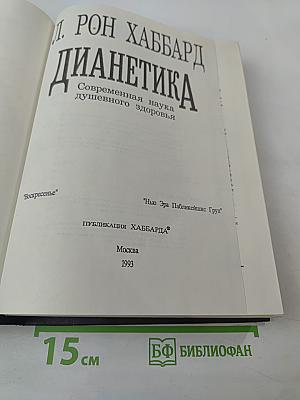 Л. РОН ХАББАРД
ДИАНЕТИКА
Современная наука
душевного здоровья
"Воскресенье"
"Нью Эра Пабликейшнс Груп"
ПУБЛИКАЦИЯ ХАББАРДА®
Москва
1993
15 см
БФ БИБЛИОФАН